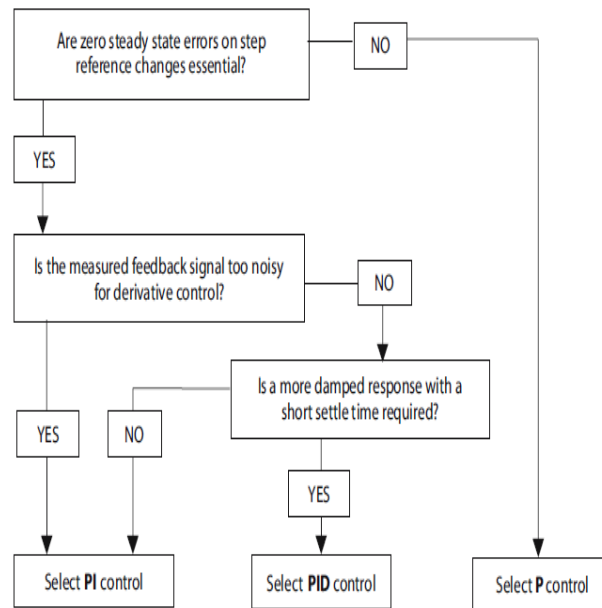 Are zero steady state errors on step
reference changes essential?
NO
YES
Is the measured feedback signal too noisy
for derivative control?
NO
Is a more damped response with a
short settle time required?
YES
NO
YES
Select PI control
Select PID control
Select P control